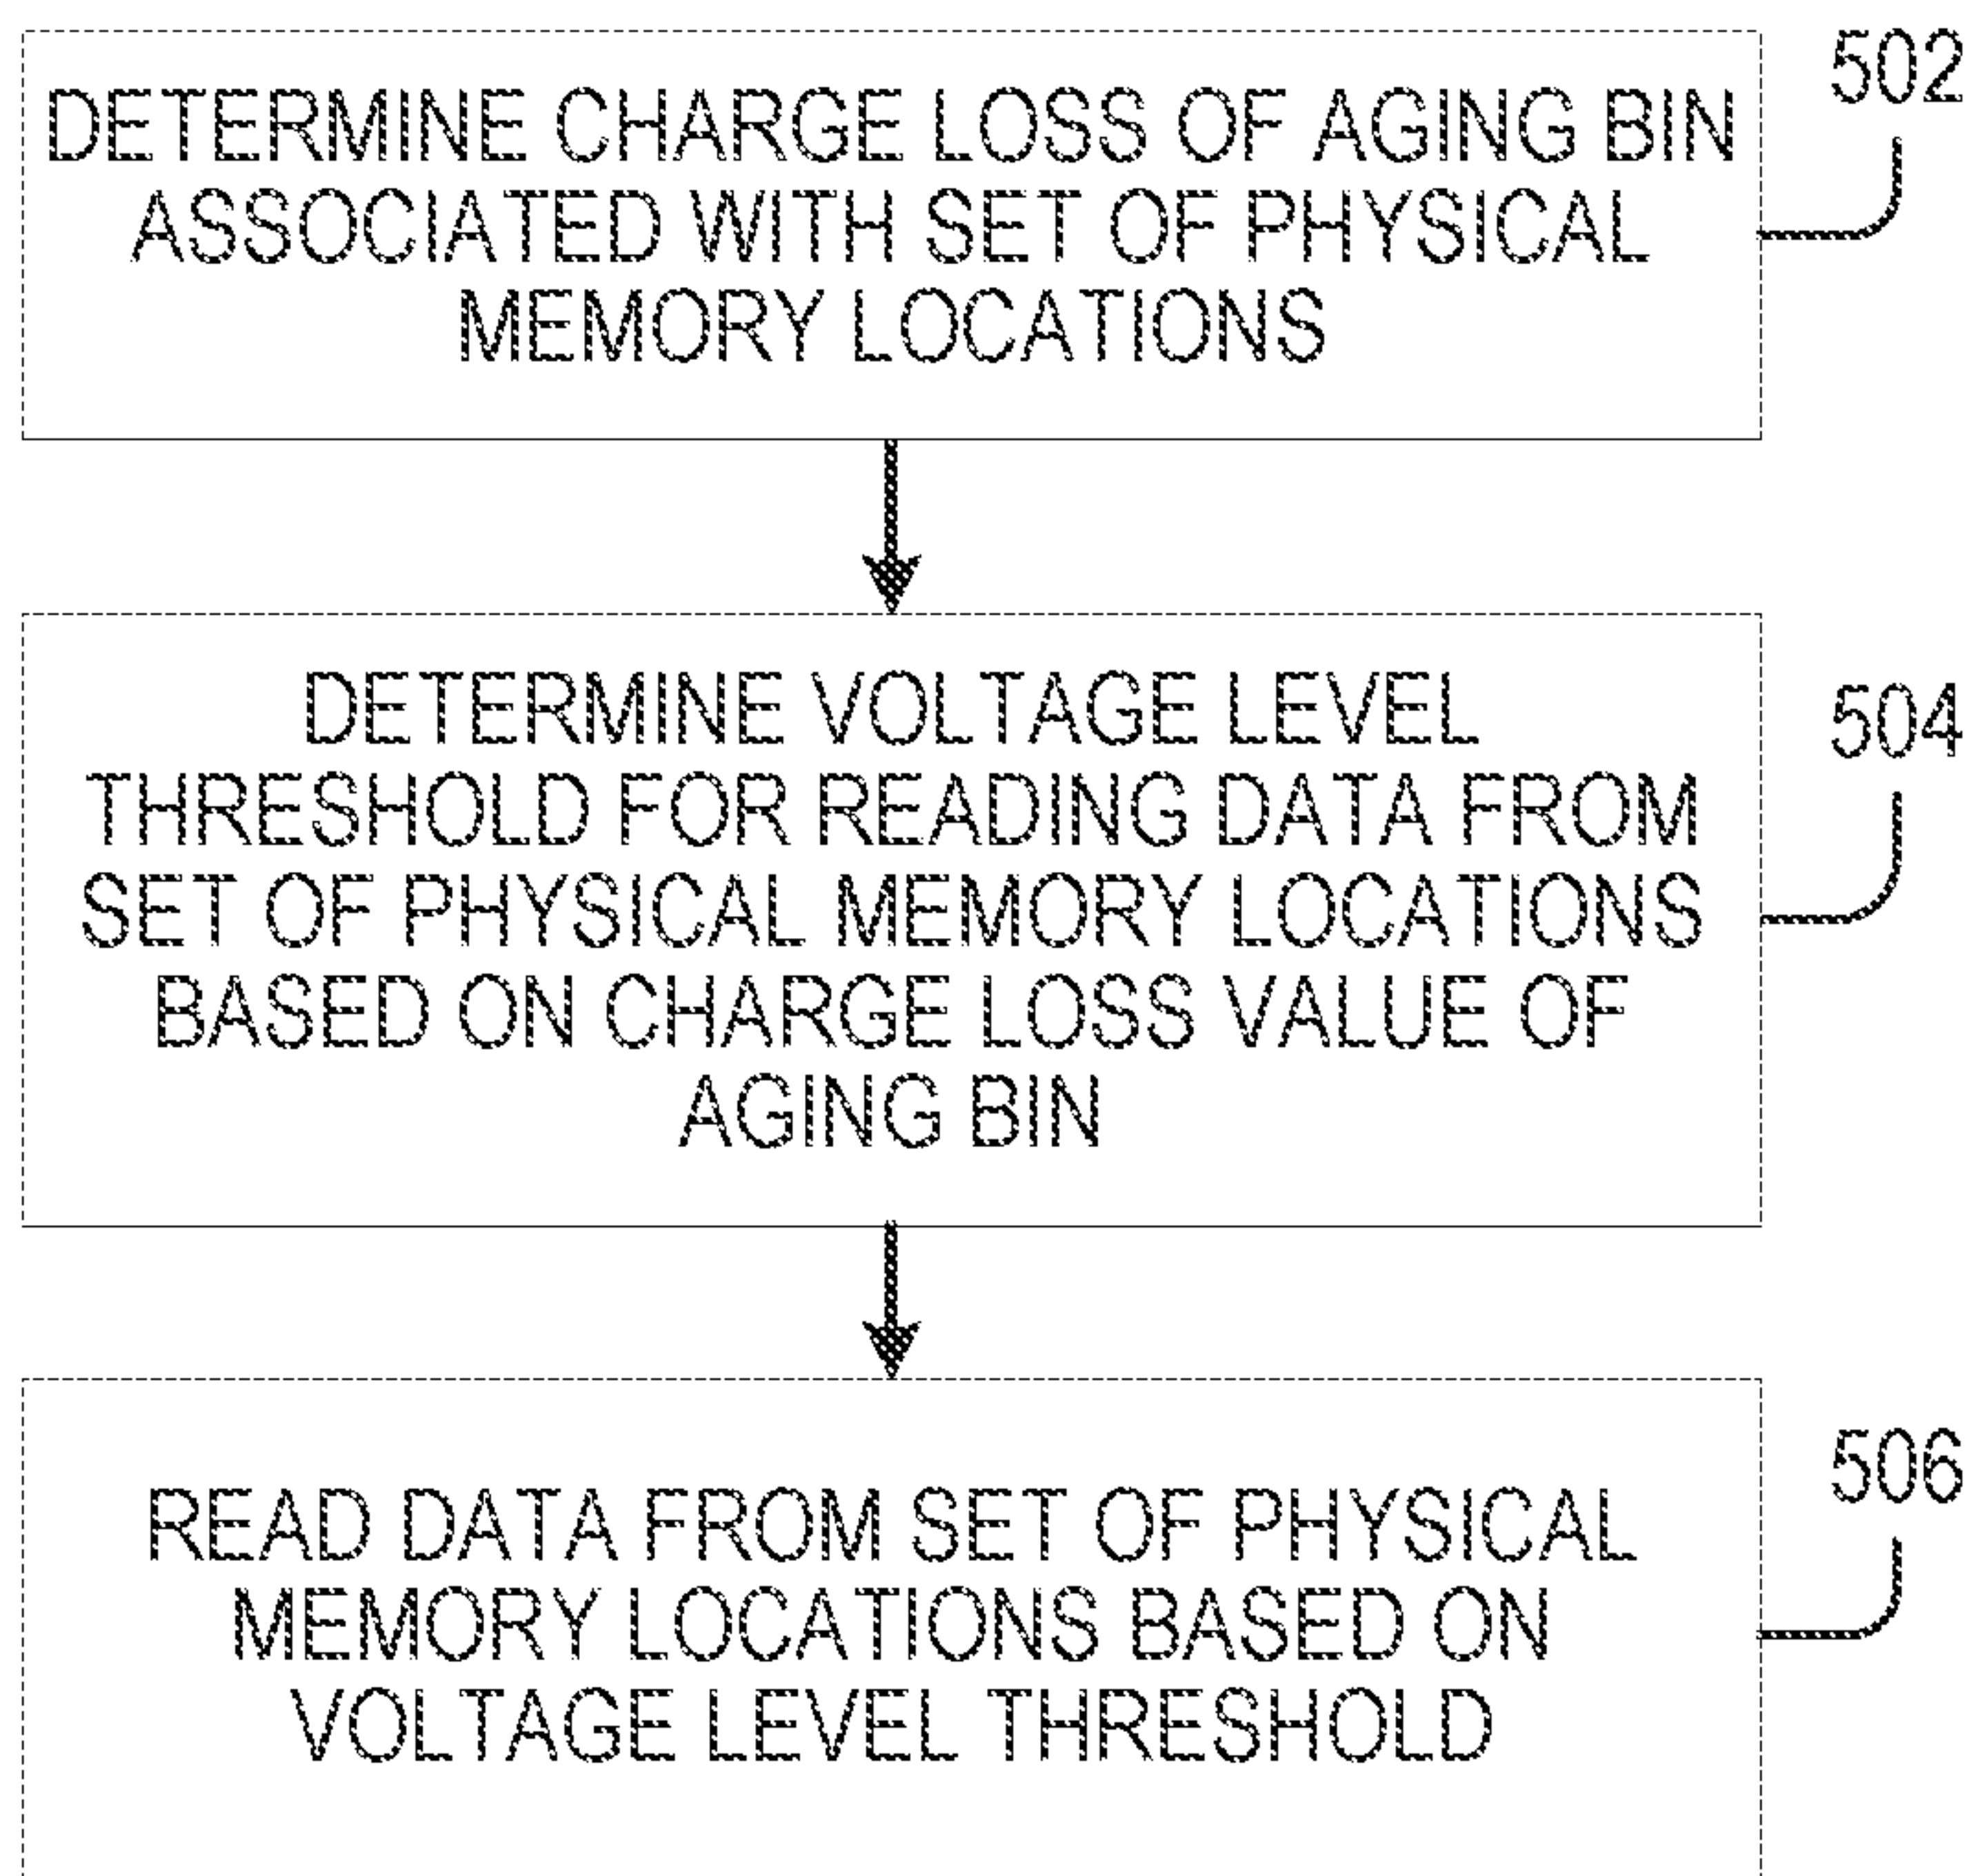 DETERMINE CHARGE LOSS OF AGING BIN
ASSOCIATED WITH SET OF PHYSICAL
MEMORY LOCATIONS
502
DETERMINE VOLTAGE LEVEL
THRESHOLD FOR READING DATA FROM
SET OF PHYSICAL MEMORY LOCATIONS
BASED ON CHARGE LOSS VALUE OF
AGING BIN
504
READ DATA FROM SET OF PHYSICAL
MEMORY LOCATIONS BASED ON
VOLTAGE LEVEL THRESHOLD
506